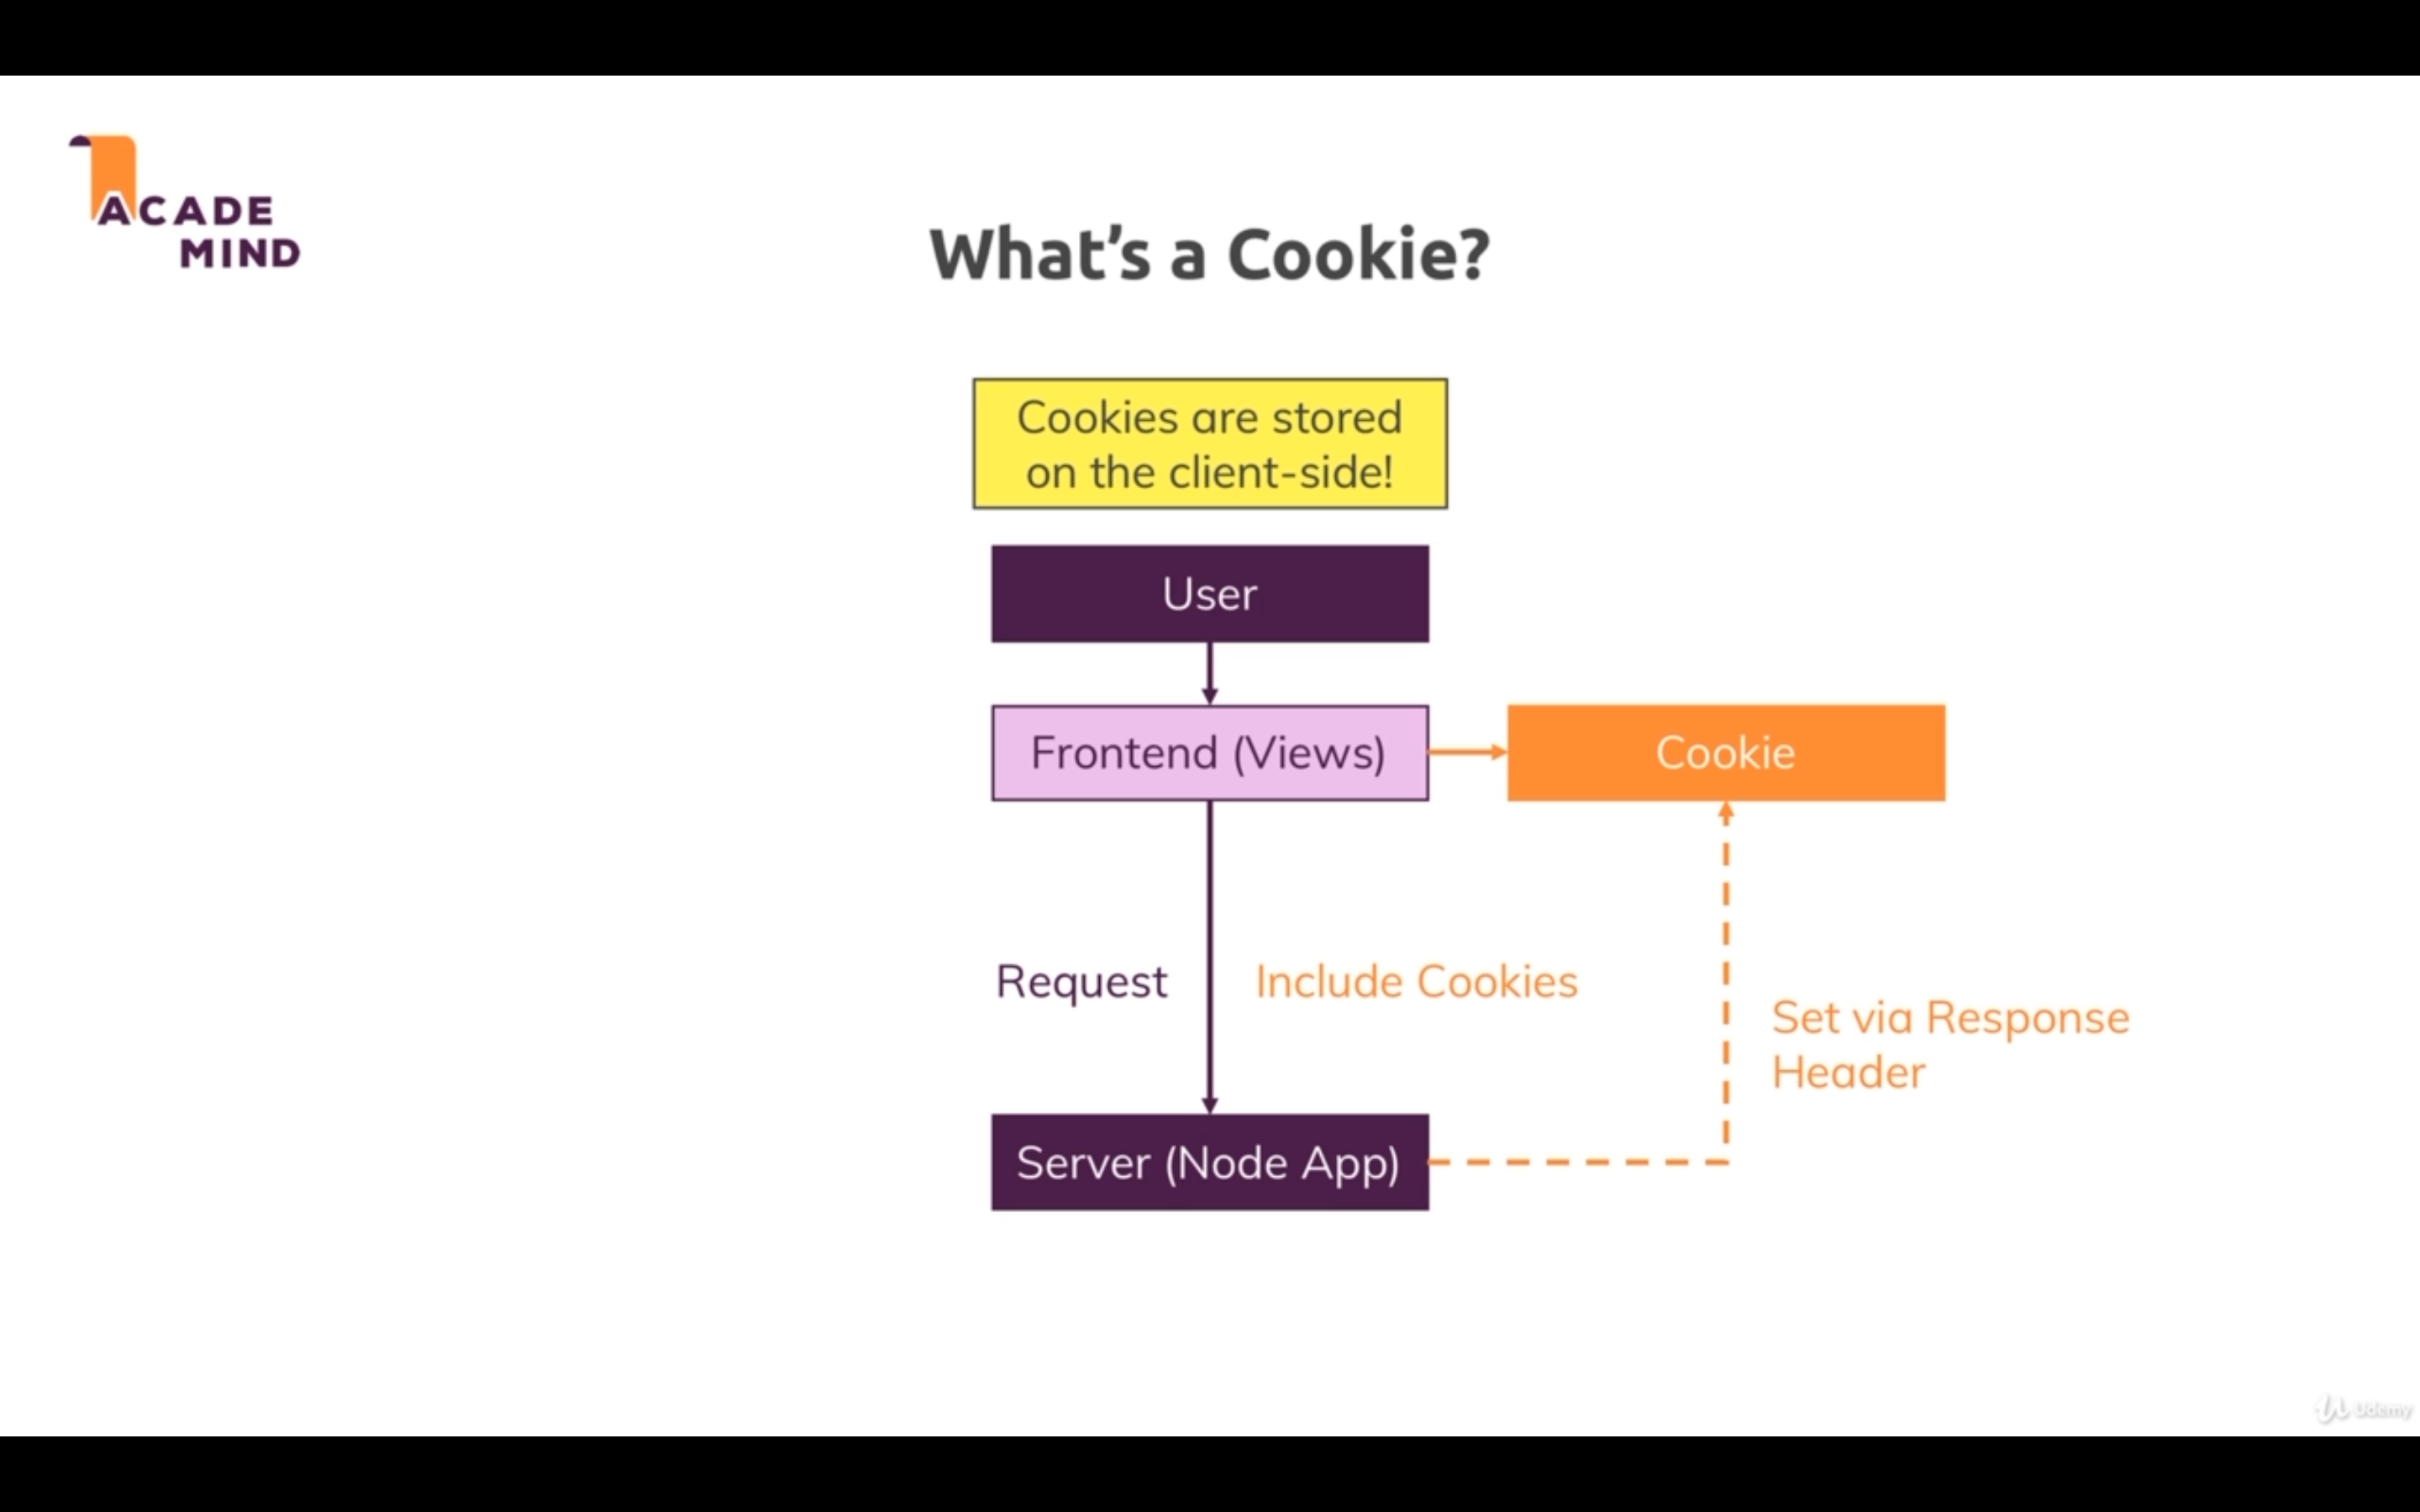 ACADE
MIND
What's a Cookie?
Cookies are stored
on the client-side!
User
Frontend (Views)
Cookie
Request
Include Cookies
Set via Response
Header
Server (Node App)
Udemy